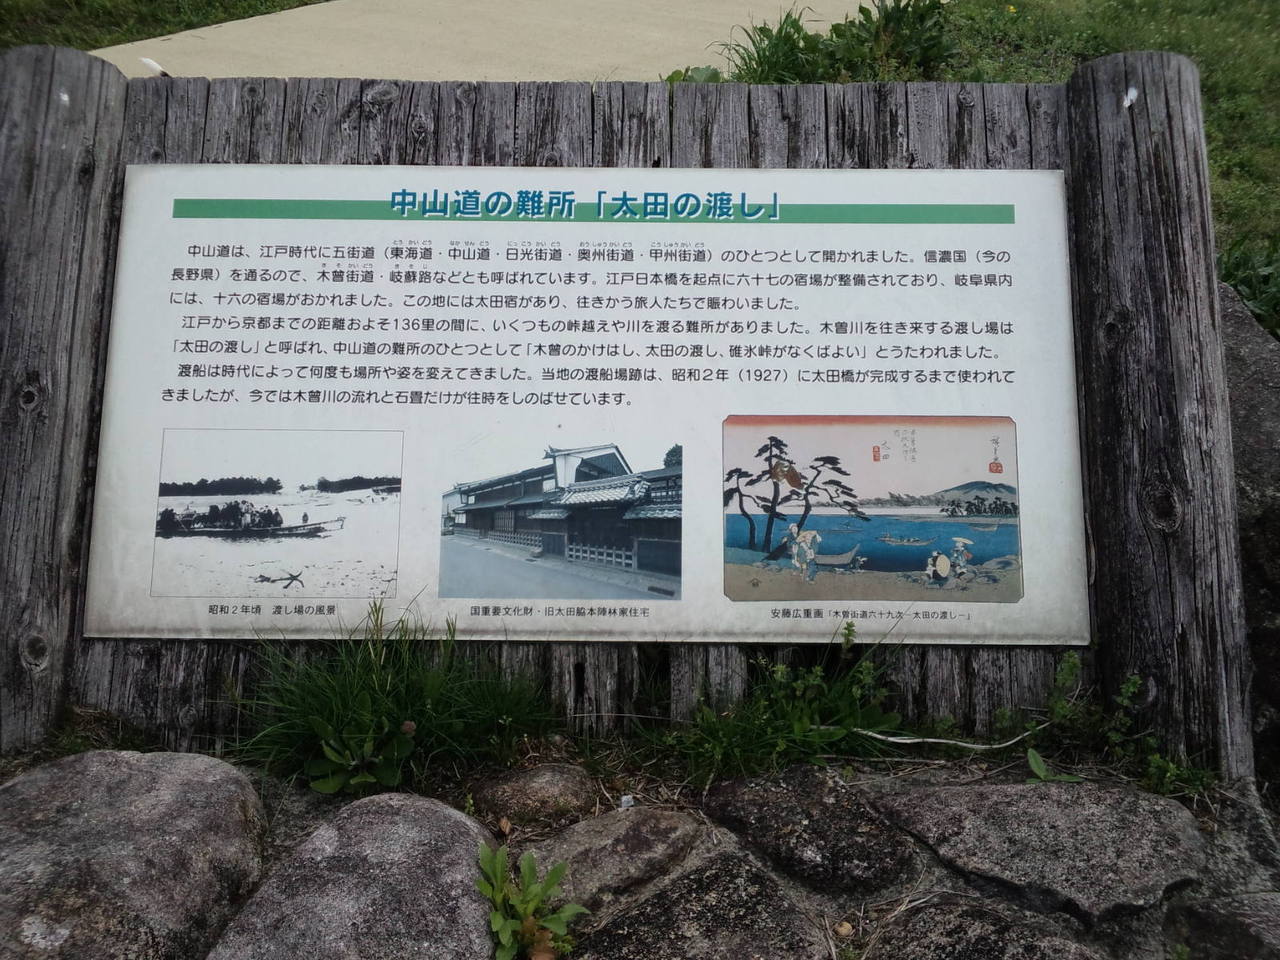 中山道の難所「太田の渡し」
中山道は、江戸時代に五街道（東海道・中山道・日光街道・奥州街道・甲州街道）のひとつとして開かれました。信濃国（今の
長野県）を通るので、木曽街道・岐蘇路などとも呼ばれています。江戸日本橋を起点に六十七の宿場が整備されており、岐阜県内
には、十六の宿場がおかれました。この地には太田宿があり、往きかう旅人たちで賑わいました。
江戸から京都までの距離およそ136里の間に、いくつもの峠越えや川を渡る難所がありました。木曽川を往き来する渡し場は
「太田の渡し」と呼ばれ、中山道の難所のひとつとして「木曽のかけはし、太田の渡し、碓氷峠がなくばよい」とうたわれました。
渡船は時代によって何度も場所や姿を変えてきました。当地の渡船場跡は、昭和２年（1927）に太田橋が完成するまで使われて
きましたが、今では木曽川の流れと石畳だけが往時をしのばせています。
昭和２年頃　渡し場の風景
国重要文化財・旧太田脇本陣林家住宅
安藤広重画「木曽街道六十九次－太田の渡し－」